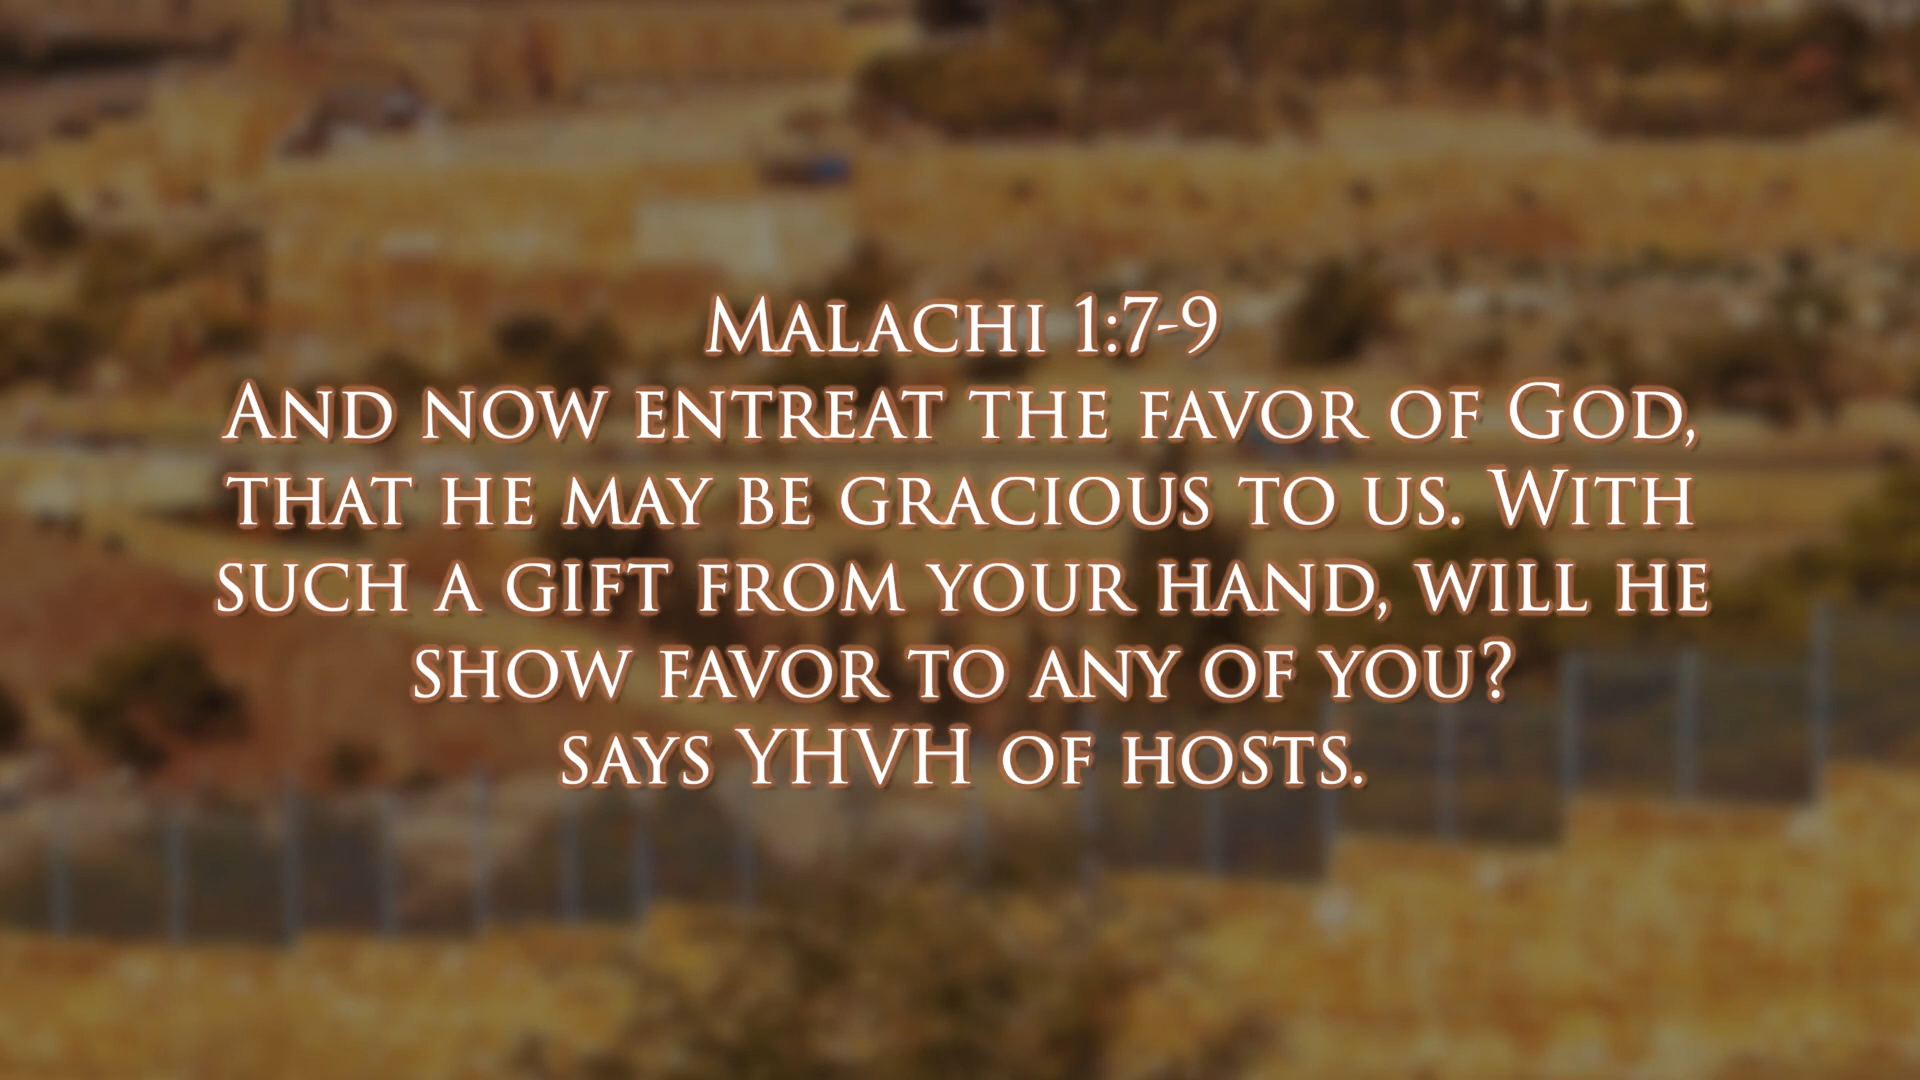 Malachi 1:7-9
And now entreat the favor of God,
that he may be gracious to us. With
such a gift from your hand, will he
show favor to any of you?
says YHVH of hosts.